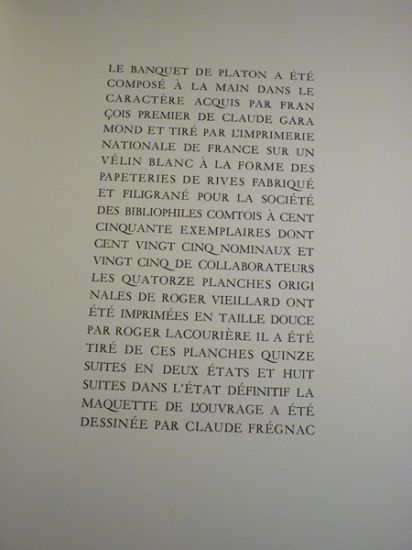 LE BANQUET DE PLATON A ÉTÉ
COMPOSÉ À LA MAIN DANS LE
CARACTÈRE ACQUIS PAR FRAN
ÇOIS PREMIER DE CLAUDE GARA
MOND ET TIRÉ PAR L'IMPRIMERIE
NATIONALE DE FRANCE SUR UN
VÉLIN BLANC À LA FORME DES
PAPETERIES DE RIVES FABRIQUÉ
ET FILIGRANÉ POUR LA SOCIÉTÉ
DES BIBLIOPHILES COMTOIS À CENT
CINQUANTE EXEMPLAIRES DONT
CENT VINGT CINQ NOMINAUX ET
VINGT CINQ DE COLLABORATEURS
LES QUATORZE PLANCHES ORIGI
NALES DE ROGER VIEILLARD ONT
ÉTÉ IMPRIMÉES EN TAILLE DOUCE
PAR ROGER LACOURIÈRE IL A ÉTÉ
TIRÉ DE CES PLANCHES QUINZE
SUITES EN DEUX ÉTATS ET HUIT
SUITES DANS L'ÉTAT DÉFINITIF LA
MAQUETTE DE L'OUVRAGE A ÉTÉ
DESSINÉE PAR CLAUDE FRÉGNAC